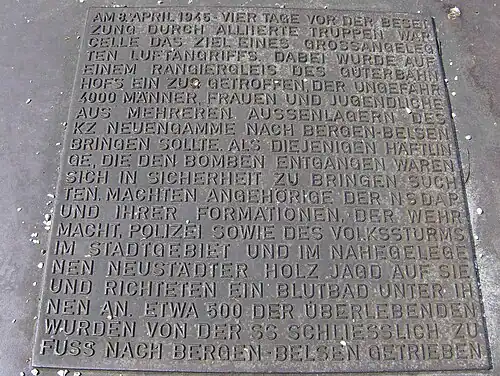 AM 8. APRIL 1945 · VIER TAGE VOR DER BESET
ZUNG DURCH ALLIIERTE TRUPPEN WAR
CELLE DAS ZIEL EINES GROSSANGELEG
TEN LUFTANGRIFFS. DABEI WURDE AUF
EINEM RANGIERGLEIS DES GÜTERBAHN
HOFS EIN ZUG GETROFFEN, DER UNGEFÄHR
4000 MÄNNER, FRAUEN UND JUGENDLICHE
AUS MEHREREN AUSSENLAGERN DES
KZ NEUENGAMME NACH BERGEN-BELSEN
BRINGEN SOLLTE. ALS DIEJENIGEN HÄFTLIN
GE, DIE DEN BOMBEN ENTGANGEN WAREN
SICH IN SICHERHEIT ZU BRINGEN SUCH
TEN, MACHTEN ANGEHÖRIGE DER NSDAP
UND IHRER FORMATIONEN, DER WEHR
MACHT, POLIZEI SOWIE DES VOLKSSTURMS
IM STADTGEBIET UND IM NAHEGELEGE
NEN NEUSTÄDTER HOLZ JAGD AUF SIE
UND RICHTETEN EIN BLUTBAD UNTER IH
NEN AN. ETWA 500 DER ÜBERLEBENDEN
WURDEN VON DER SS SCHLIESSLICH ZU
FUSS NACH BERGEN-BELSEN GETRIEBEN